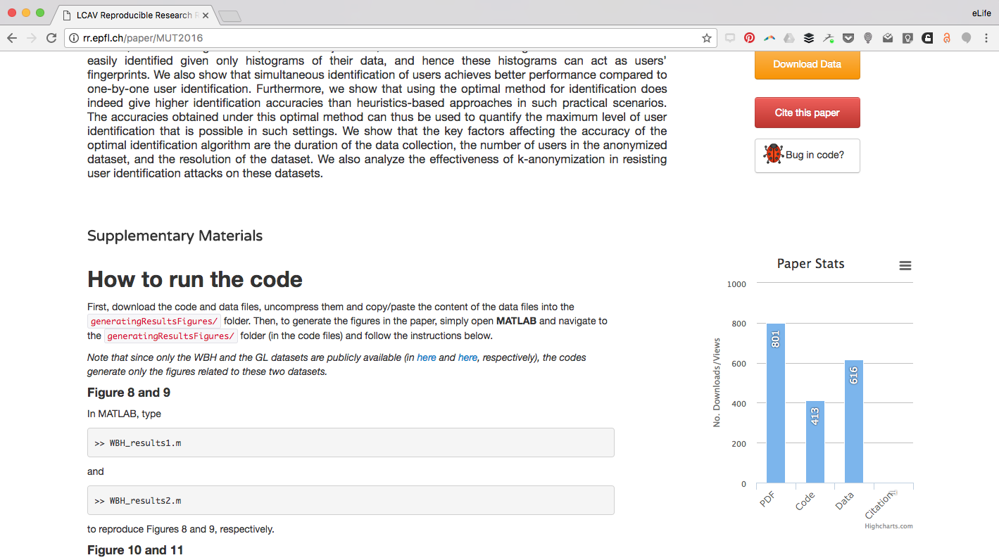 LCAV Reproducible Research R
eLife
rr.epfl.ch/paper/MUT2016
easily identified given only histograms of their data, and hence these histograms can act as users’
fingerprints. We also show that simultaneous identification of users achieves better performance compared to
one-by-one user identification. Furthermore, we show that using the optimal method for identification does
indeed give higher identification accuracies than heuristics-based approaches in such practical scenarios.
The accuracies obtained under this optimal method can thus be used to quantify the maximum level of user
identification that is possible in such settings. We show that the key factors affecting the accuracy of the
optimal identification algorithm are the duration of the data collection, the number of users in the anonymized
dataset, and the resolution of the dataset. We also analyze the effectiveness of k-anonymization in resisting
user identification attacks on these datasets.
Download Data
Cite this paper
Bug in code?
Supplementary Materials
How to run the code
First, download the code and data files, uncompress them and copy/paste the content of the data files into the
generatingResultsFigures/ folder. Then, to generate the figures in the paper, simply open MATLAB and navigate to
the generatingResultsFigures/ folder (in the code files) and follow the instructions below.
Note that since only the WBH and the GL datasets are publicly available (in here and here, respectively), the codes
generate only the figures related to these two datasets.
Figure 8 and 9
In MATLAB, type
>> WBH_results1.m
and
>> WBH_results2.m
to reproduce Figures 8 and 9, respectively.
Figure 10 and 11
Paper Stats
No. Downloads/Views
1000
800
600
400
200
0
801
413
616
PDF
Code
Data
Citation
Highcharts.com